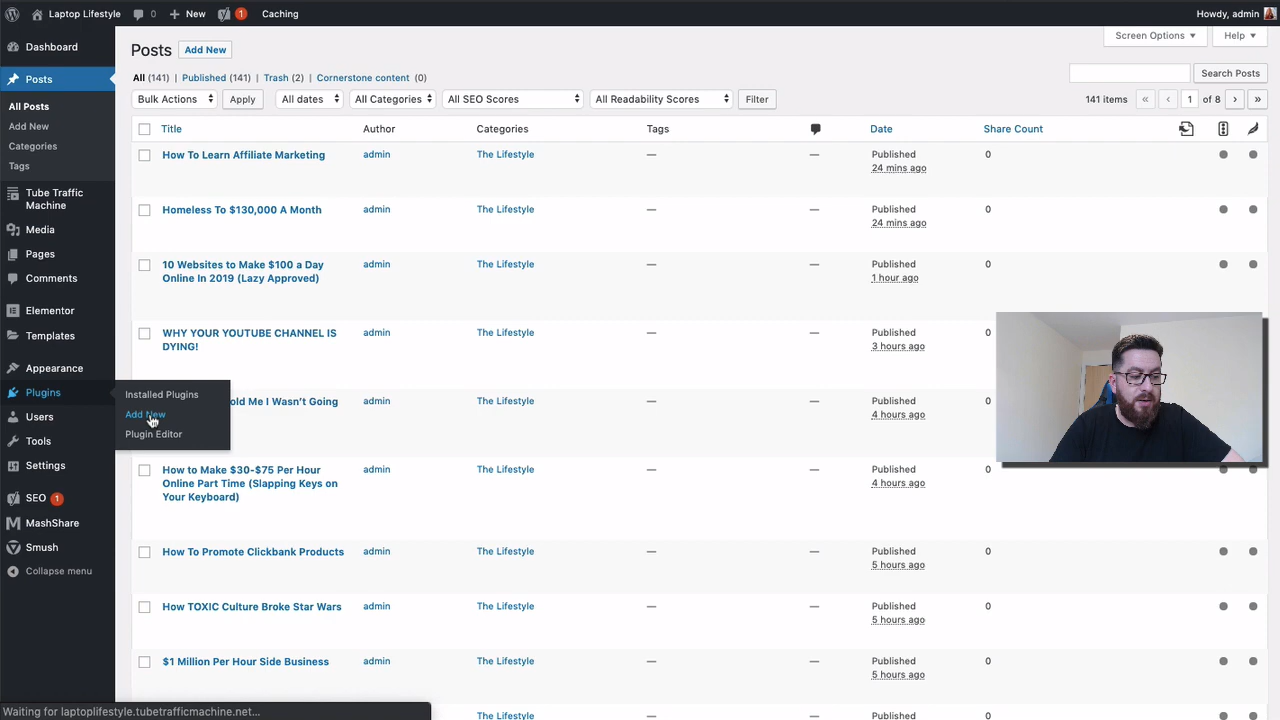 Laptop Lifestyle 0 + New 1 Caching Howdy, admin
Screen Options Help
Dashboard
Posts
All Posts
Add New
Categories
Tags
Tube Traffic
Machine
Media
Pages
Comments
Elementor
Templates
Appearance
Plugins
Users
Tools
Settings
SEO 1
MashShare
Smush
Collapse menu
Installed Plugins
Add New
Plugin Editor
Posts Add New
All (141) | Published (141) | Trash (2) | Cornerstone content (0)
Search Posts
Bulk Actions Apply All dates All Categories All SEO Scores All Readability Scores Filter 141 items « ‹ 1 of 8 › »
Title Author Categories Tags Date Share Count
How To Learn Affiliate Marketing admin The Lifestyle — — Published 0
24 mins ago
Homeless To $130,000 A Month admin The Lifestyle — — Published 0
24 mins ago
10 Websites to Make $100 a Day admin The Lifestyle — — Published 0
Online In 2019 (Lazy Approved) 1 hour ago
WHY YOUR YOUTUBE CHANNEL IS admin The Lifestyle — — Published 0
DYING! 3 hours ago
old Me I Wasn't Going admin The Lifestyle — — Published 0
4 hours ago
How to Make $30-$75 Per Hour admin The Lifestyle — — Published 0
Online Part Time (Slapping Keys on 4 hours ago
Your Keyboard)
How To Promote Clickbank Products admin The Lifestyle — — Published 0
5 hours ago
How TOXIC Culture Broke Star Wars admin The Lifestyle — — Published 0
5 hours ago
$1 Million Per Hour Side Business admin The Lifestyle — — Published 0
5 hours ago
The Lifestyle — — Published 0
Waiting for laptoplifestyle.tubetrafficmachine.net...